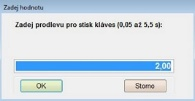 Zadej hodnotu
Zadej prodlevu pro stisk kláves (0,05 až 5,5 s):
2,00
OK
Storno